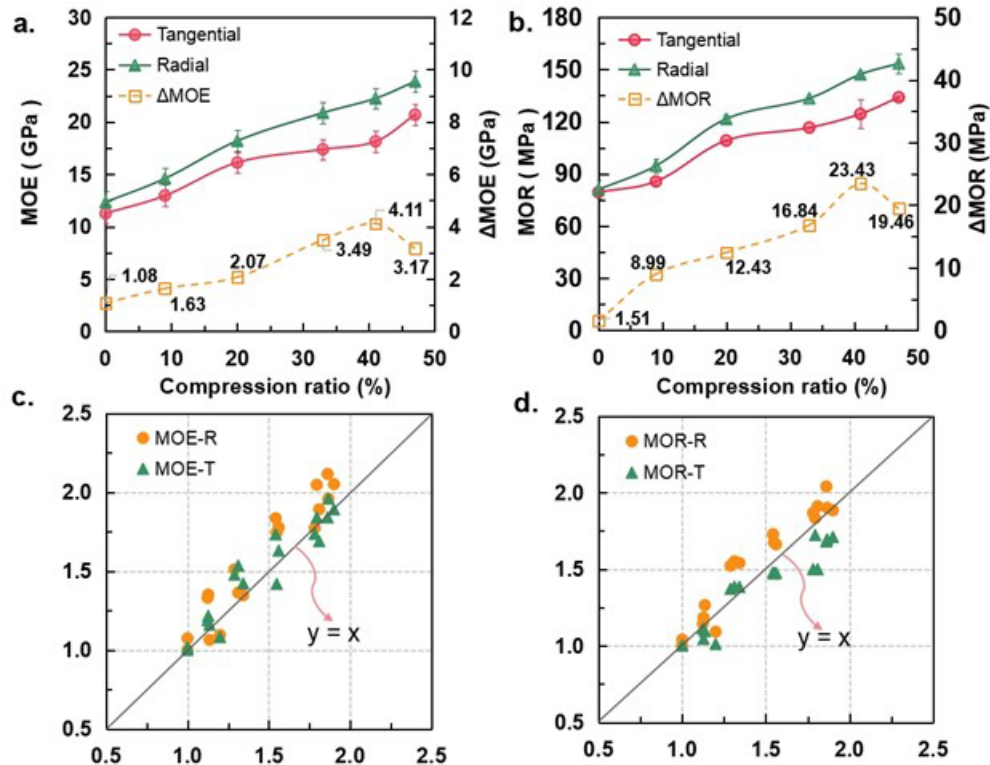 a.
MOE ( GPa)
30
25
20
15
10
5
0
Tangential
Radial
ΔMOE
1.08
1.63
2.07
3.49
4.11
3.17
12
10
8
6
4
2
0
ΔMOE (GPa)
0 10 20 30 40 50
Compression ratio (%)
b.
MOR ( MPa)
180
150
120
90
60
30
0
Tangential
Radial
ΔMOR
1.51
8.99
12.43
16.84
23.43
19.46
50
40
30
20
10
0
ΔMOR (MPa)
0 10 20 30 40 50
Compression ratio (%)
c.
2.5
2.0
1.5
1.0
0.5
MOE-R
MOE-T
y = x
0.5 1.0 1.5 2.0 2.5
d.
2.5
2.0
1.5
1.0
0.5
MOR-R
MOR-T
y = x
0.5 1.0 1.5 2.0 2.5